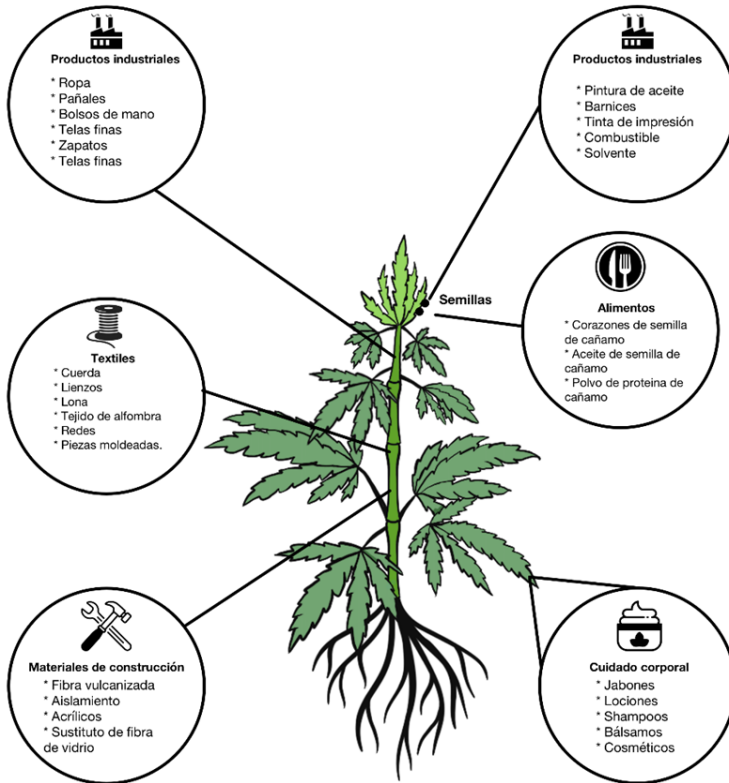 Productos industriales
* Ropa
* Pañales
* Bolsos de mano
* Telas finas
* Zapatos
* Telas finas
Productos industriales
* Pintura de aceite
* Barnices
* Tinta de impresión
* Combustible
* Solvente
Semillas
Alimentos
* Corazones de semilla
de cañamo
* Aceite de semilla de
cañamo
* Polvo de proteina de
cañamo
Textiles
* Cuerda
* Lienzos
* Lona
* Tejido de alfombra
* Redes
* Piezas moldeadas.
Materiales de construcción
* Fibra vulcanizada
* Aislamiento
* Acrílicos
* Sustituto de fibra
de vidrio
Cuidado corporal
* Jabones
* Lociones
* Shampoos
* Bálsamos
* Cosméticos